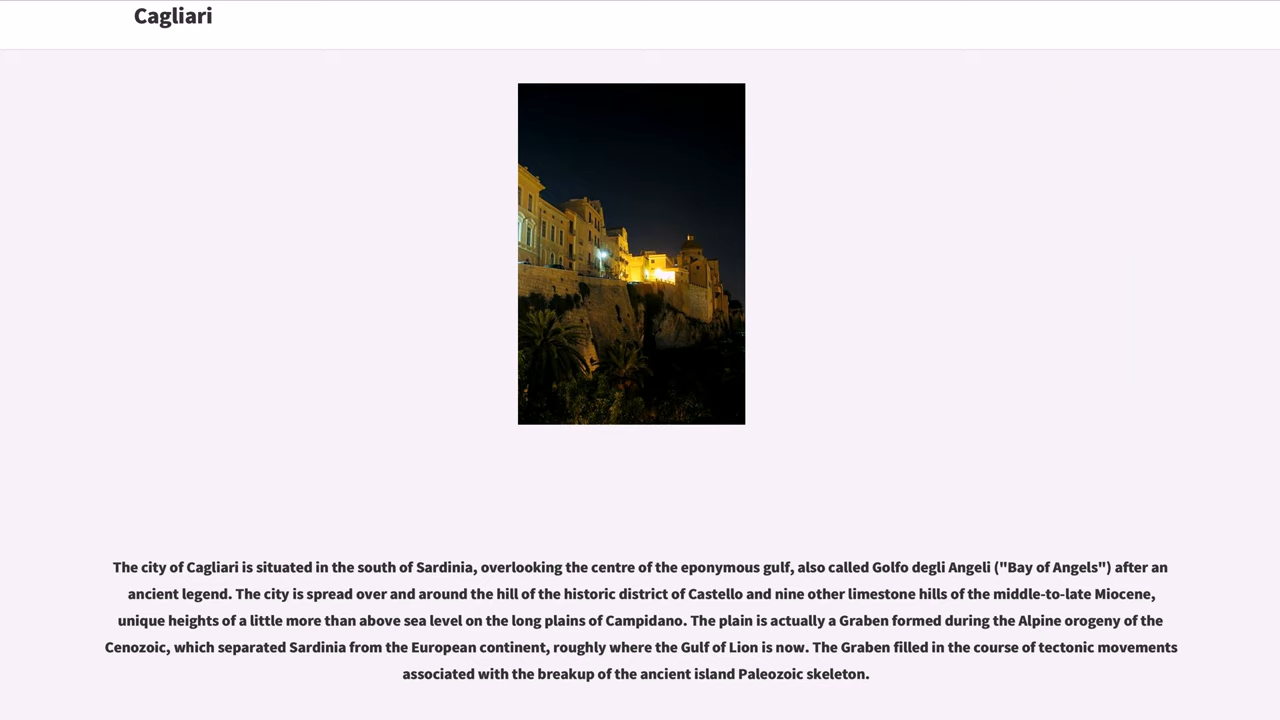 Cagliari
The city of Cagliari is situated in the south of Sardinia, overlooking the centre of the eponymous gulf, also called Golfo degli Angeli ("Bay of Angels") after an
ancient legend. The city is spread over and around the hill of the historic district of Castello and nine other limestone hills of the middle-to-late Miocene,
unique heights of a little more than above sea level on the long plains of Campidano. The plain is actually a Graben formed during the Alpine orogeny of the
Cenozoic, which separated Sardinia from the European continent, roughly where the Gulf of Lion is now. The Graben filled in the course of tectonic movements
associated with the breakup of the ancient island Paleozoic skeleton.